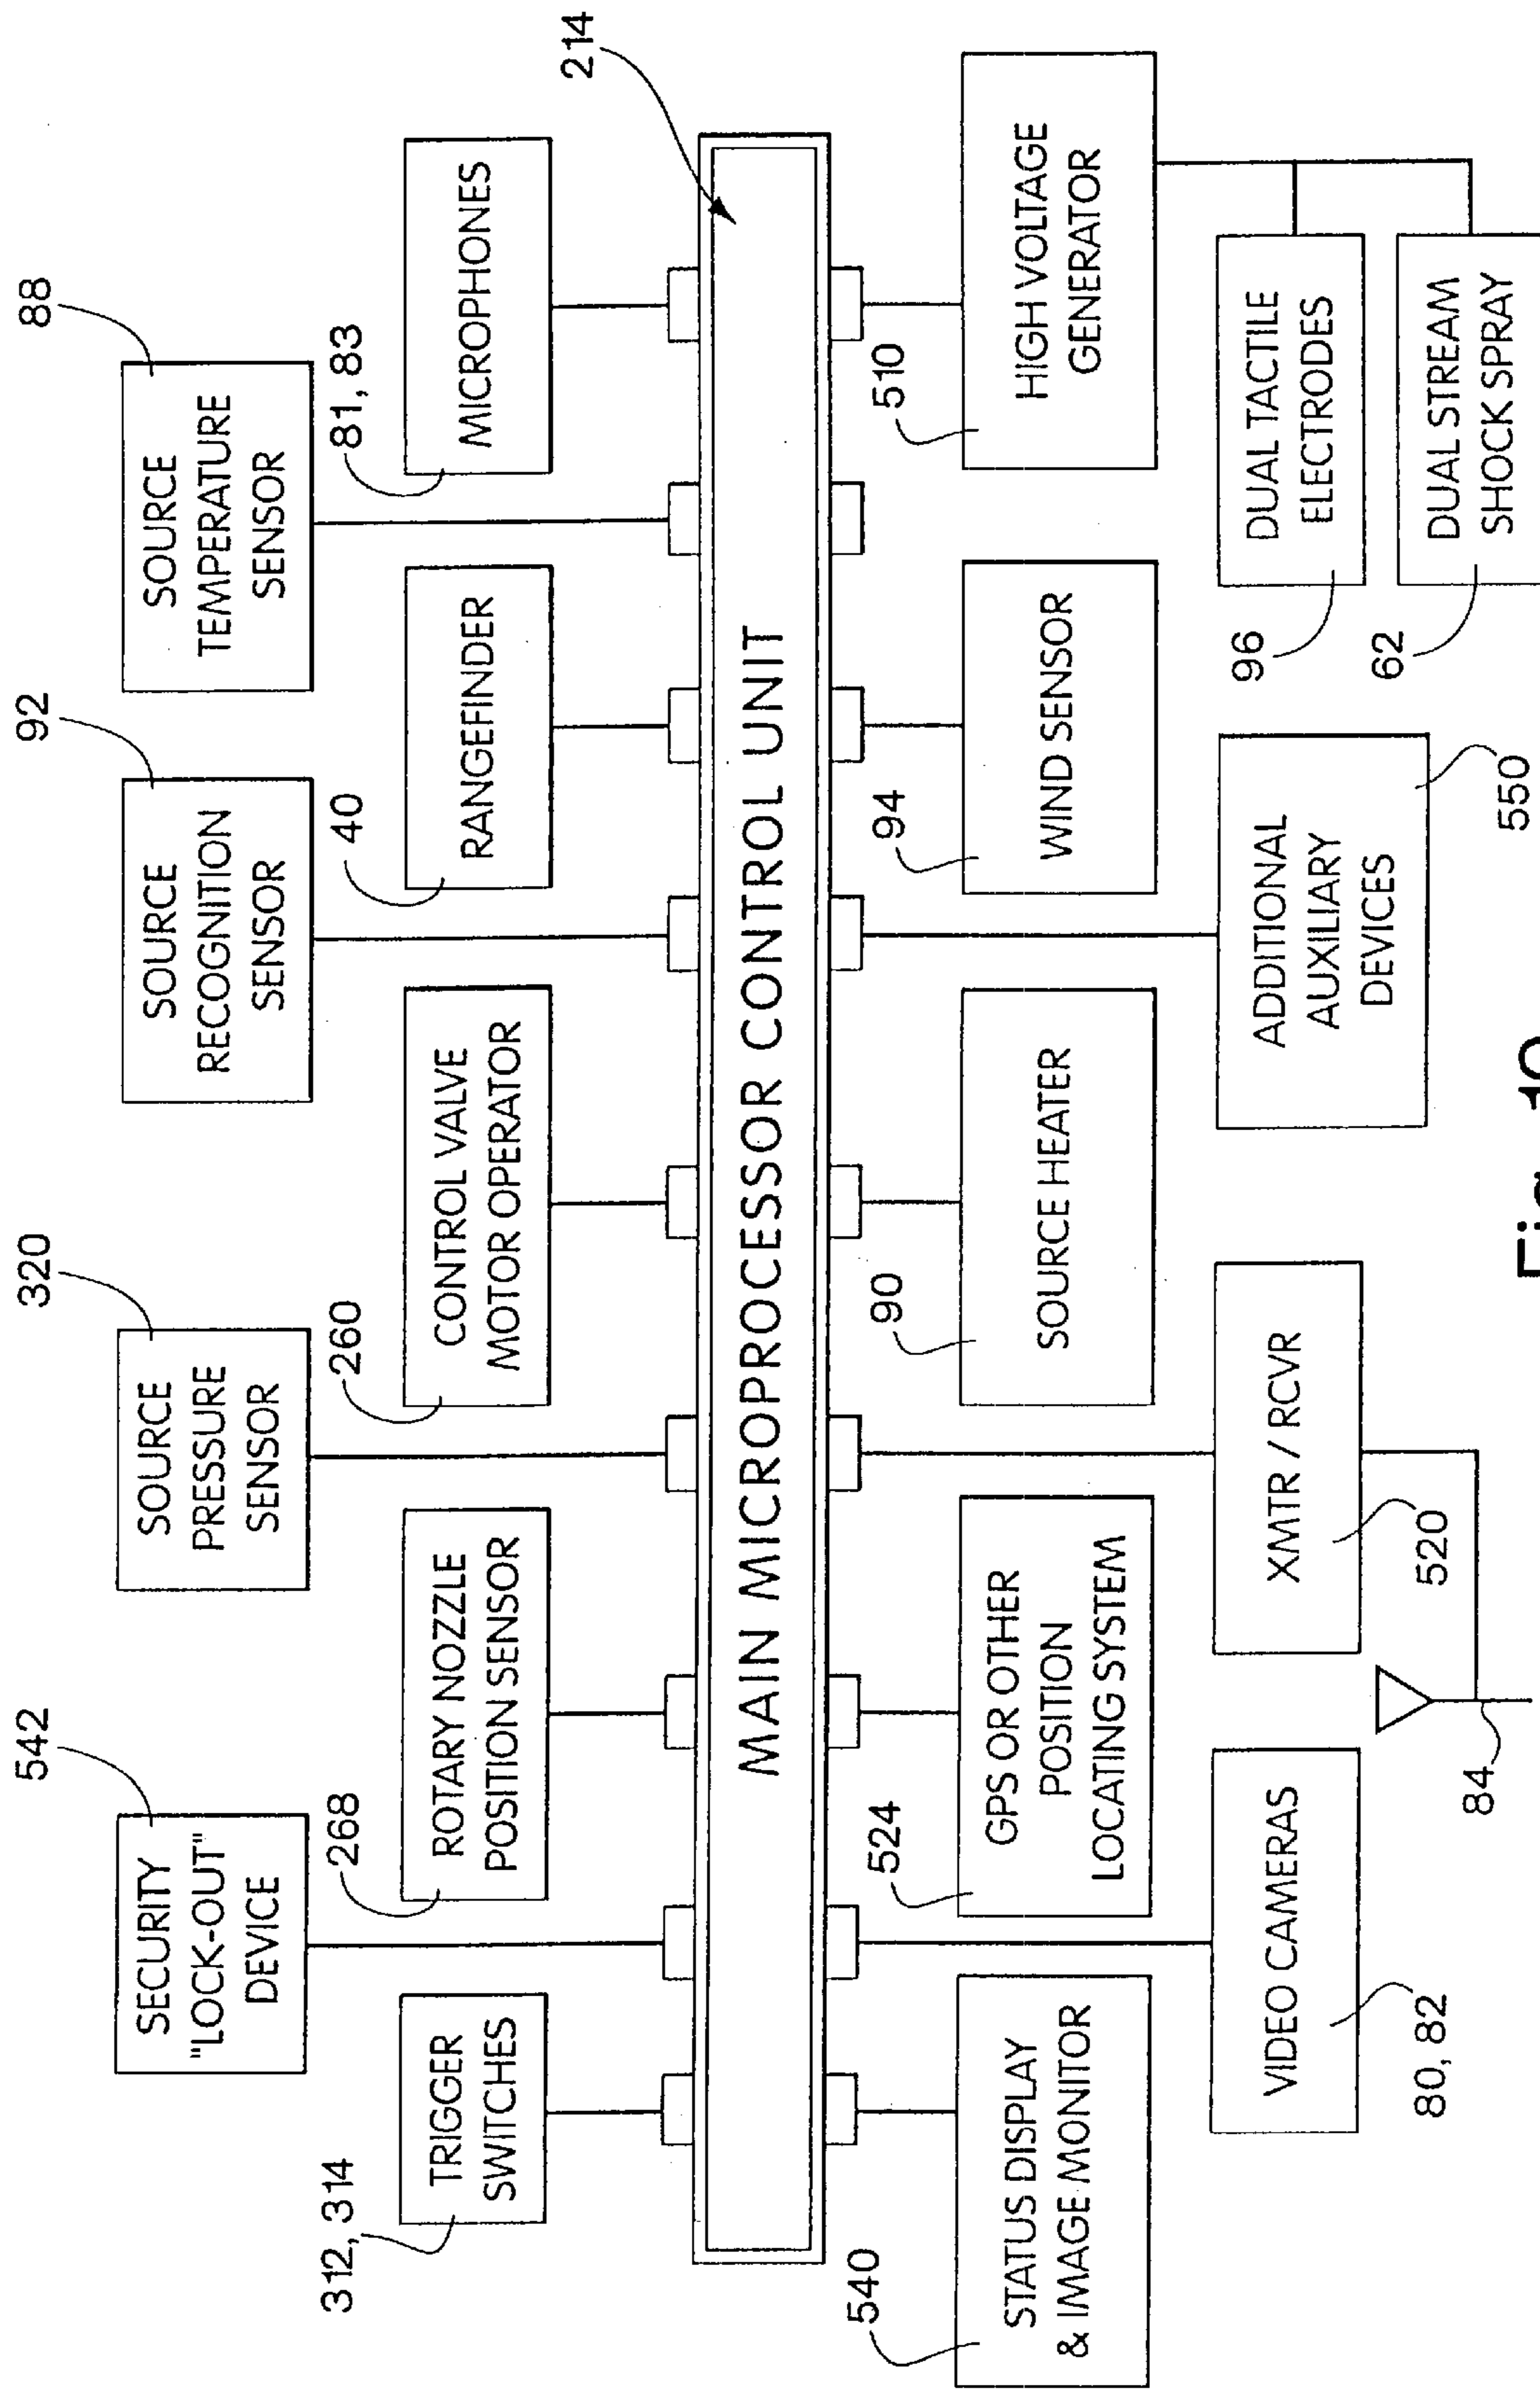 542
SECURITY
"LOCK-OUT"
DEVICE
320
SOURCE
PRESSURE
SENSOR
92
SOURCE
RECOGNITION
SENSOR
88
SOURCE
TEMPERATURE
SENSOR
312, 314
TRIGGER
SWITCHES
268
ROTARY NOZZLE
POSITION SENSOR
260
CONTROL VALVE
MOTOR OPERATOR
40
RANGEFINDER
81, 83
MICROPHONES
214
MAIN MICROPROCESSOR CONTROL UNIT
540
STATUS DISPLAY
& IMAGE MONITOR
524
GPS OR OTHER
POSITION
LOCATING SYSTEM
90
SOURCE HEATER
94
WIND SENSOR
510
HIGH VOLTAGE
GENERATOR
VIDEO CAMERAS
80, 82
84
XMTR / RCVR
520
ADDITIONAL
AUXILIARY
DEVICES
550
96
DUAL TACTILE
ELECTRODES
62
DUAL STREAM
SHOCK SPRAY